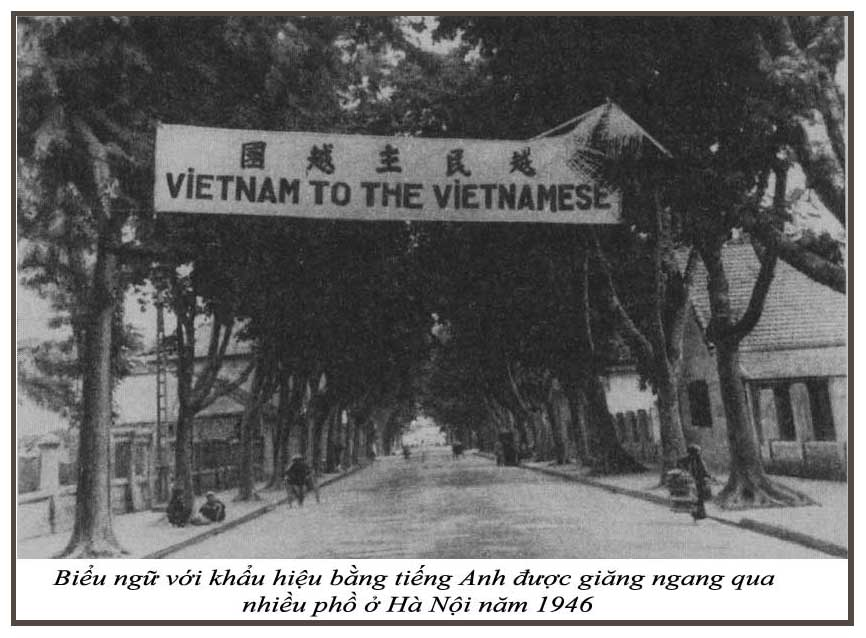 越民主越國
VIETNAM TO THE VIETNAMESE
Biểu ngữ với khẩu hiệu bằng tiếng Anh được giăng ngang qua
nhiều phồ ở Hà Nội năm 1946